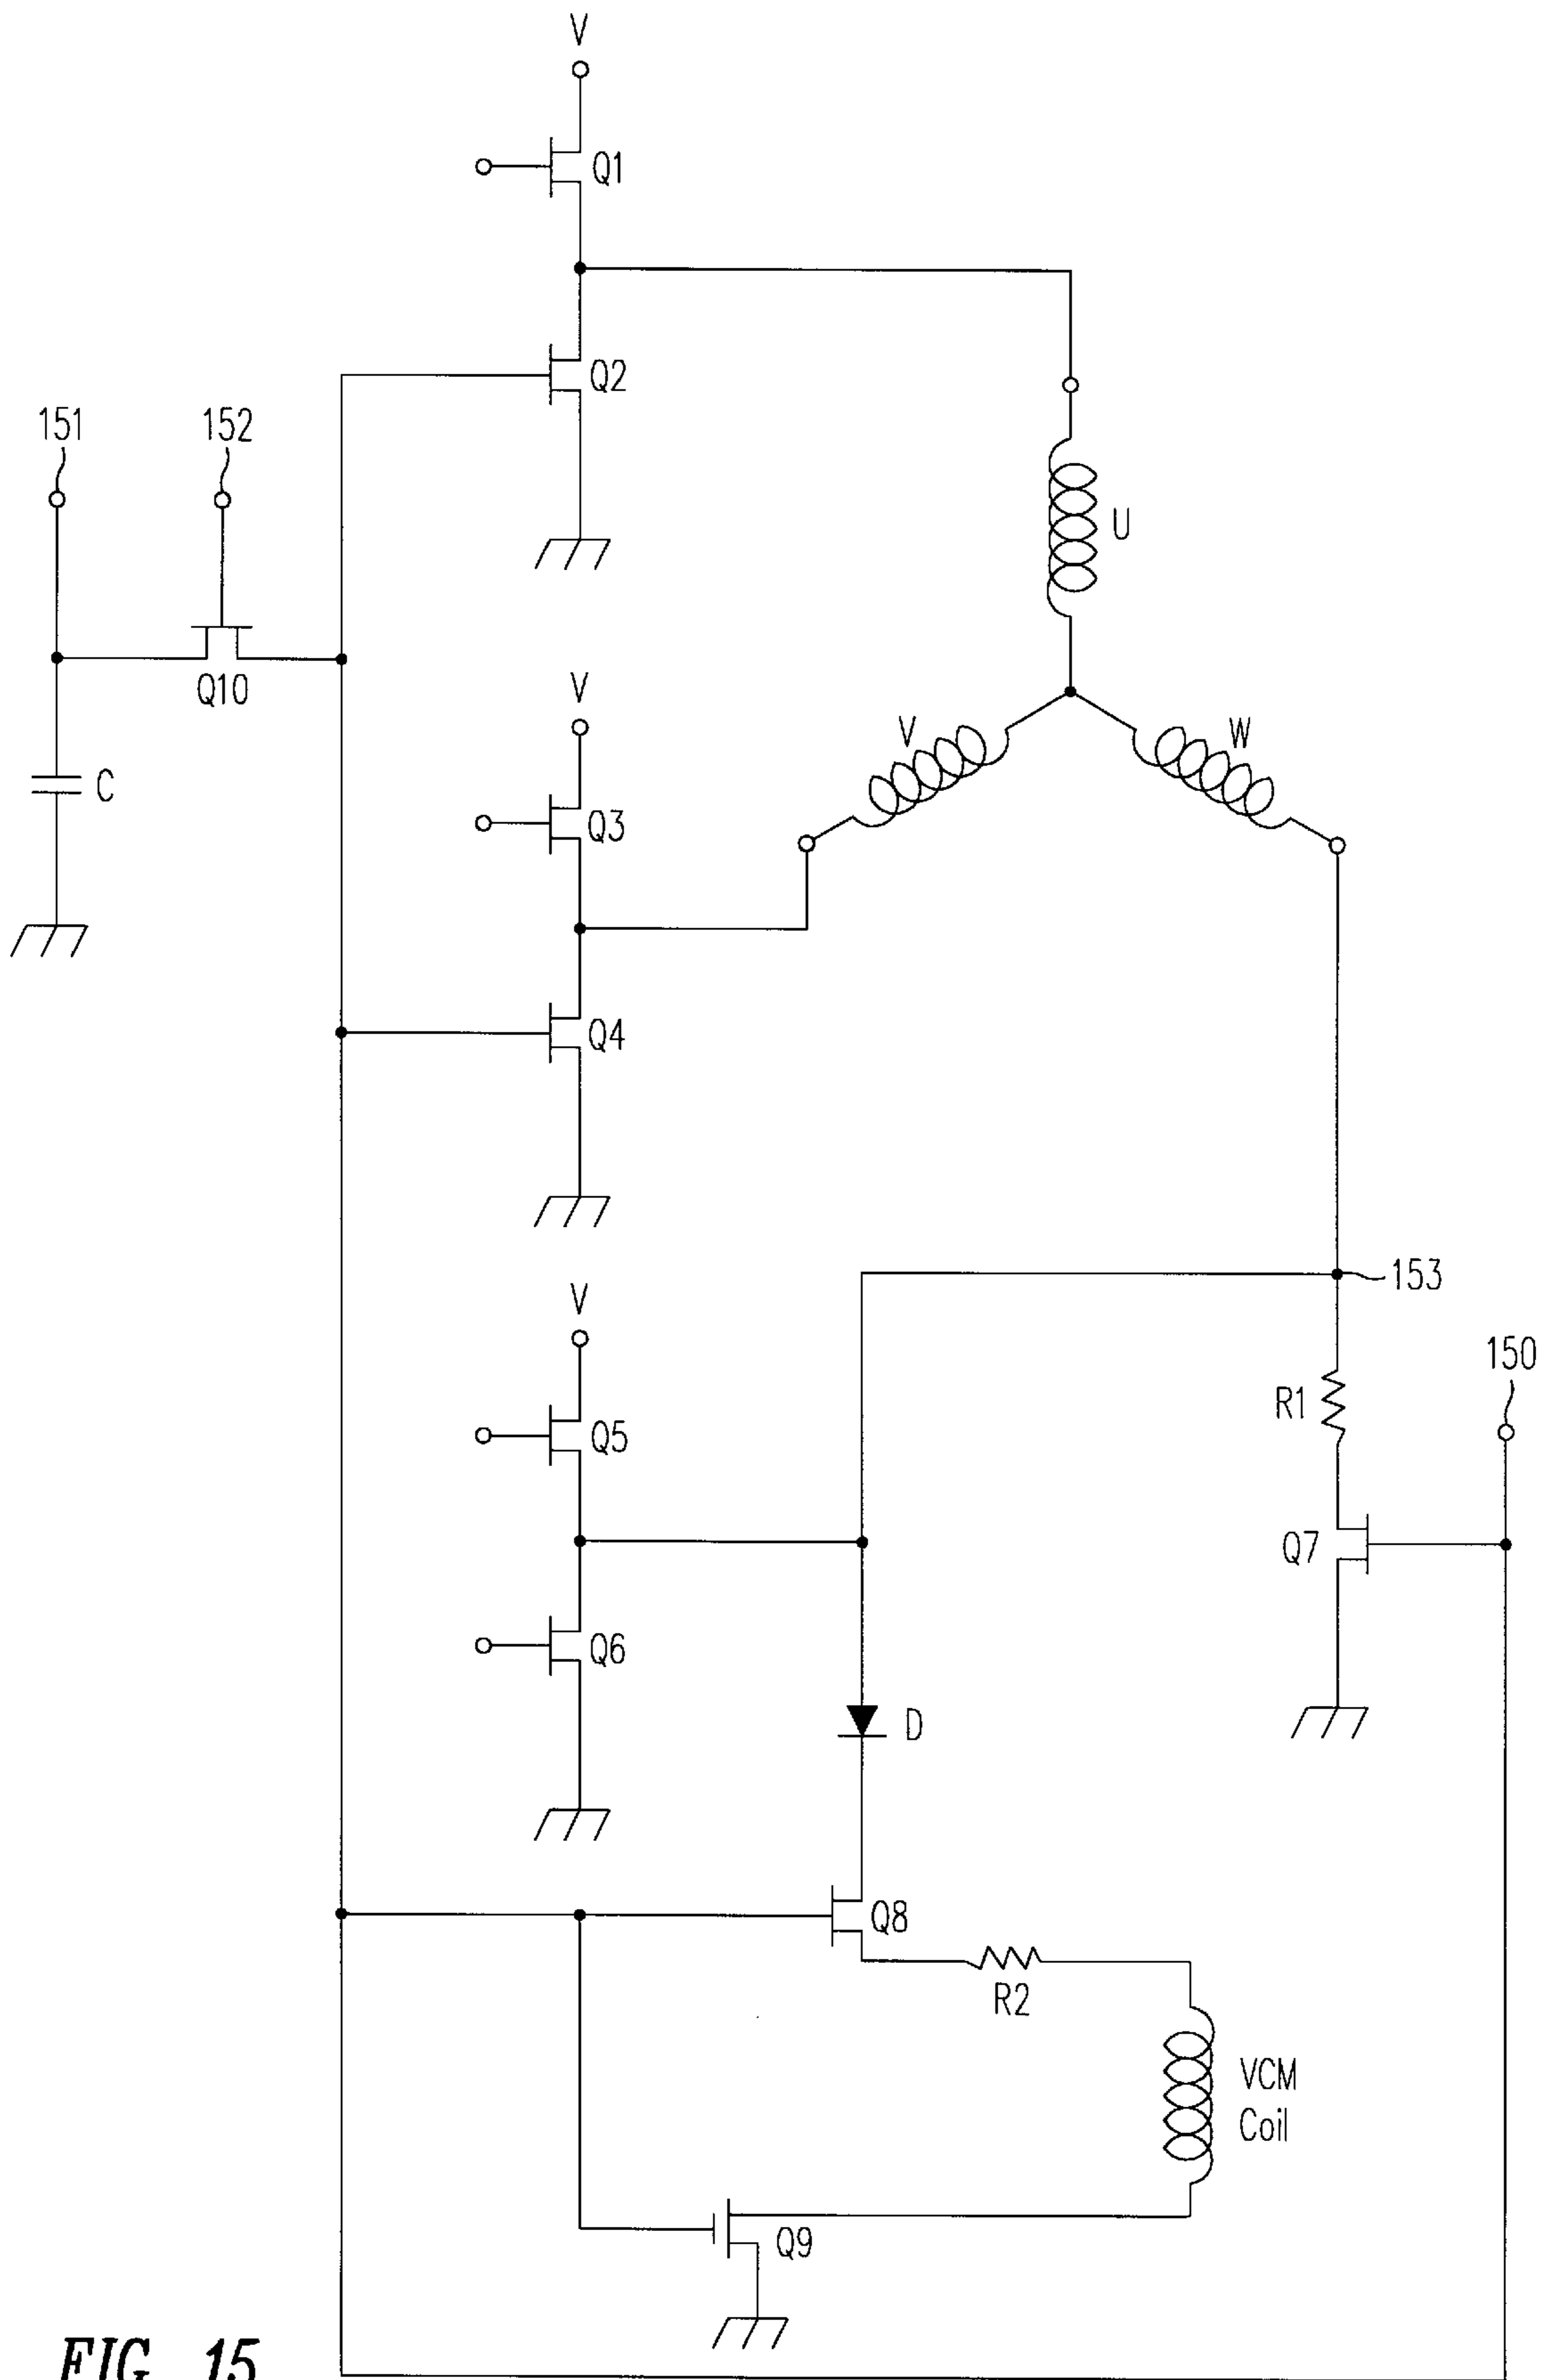 V
Q1
Q2
151
152
U
Q10
V
V
W
C
Q3
Q4
153
V
150
R1
Q5
Q7
Q6
D
Q8
R2
VCM
Coil
Q9
FIG. 15